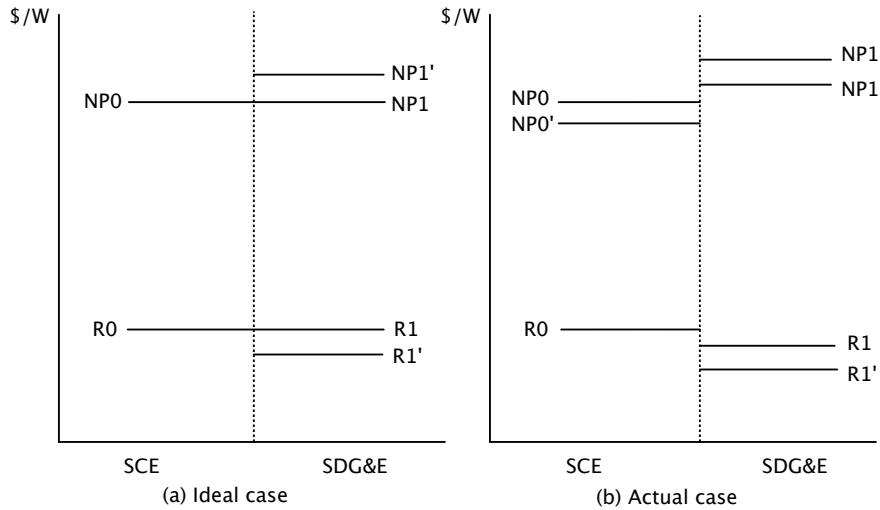 $/W
NP1'
NP0
NP1
R0
R1
R1'
SCE
SDG&E
(a) Ideal case
$/W
NP1
NP1
NP0
NP0'
R0
R1
R1'
SCE
SDG&E
(b) Actual case